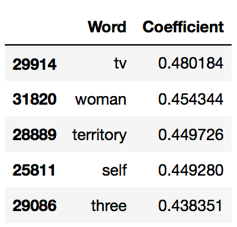 Word Coefficient
29914 tv 0.480184
31820 woman 0.454344
28889 territory 0.449726
25811 self 0.449280
29086 three 0.438351